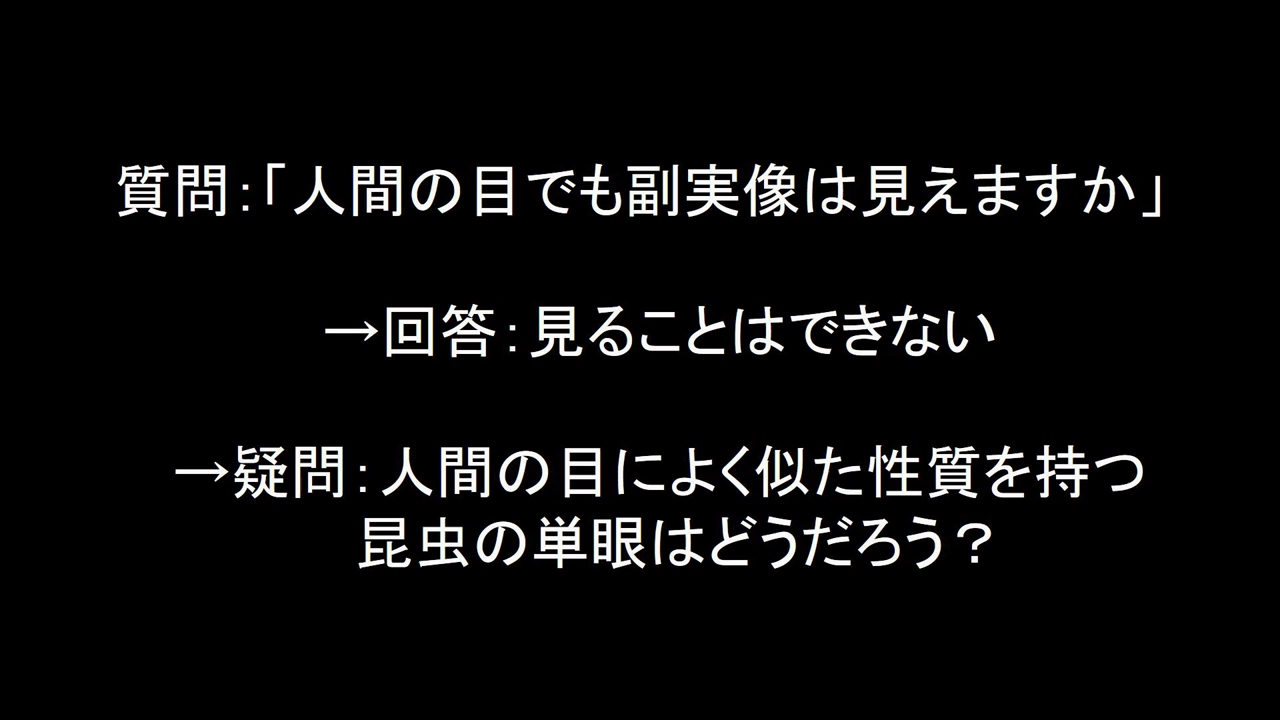 質問：「人間の目でも副実像は見えますか」
→回答：見ることはできない
→疑問：人間の目によく似た性質を持つ
昆虫の単眼はどうだろう？